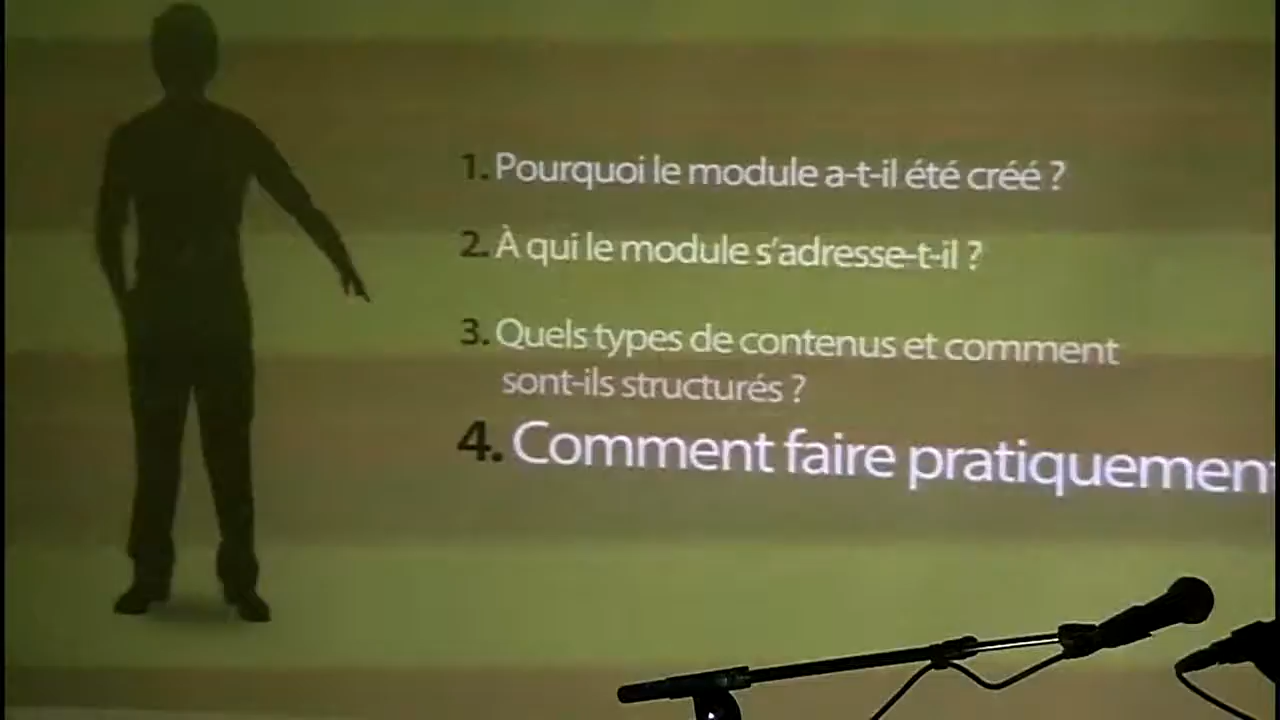 1. Pourquoi le module a-t-il été créé ?
2. À qui le module s'adresse-t-il ?
3. Quels types de contenus et comment
sont-ils structurés ?
4. Comment faire pratiquement